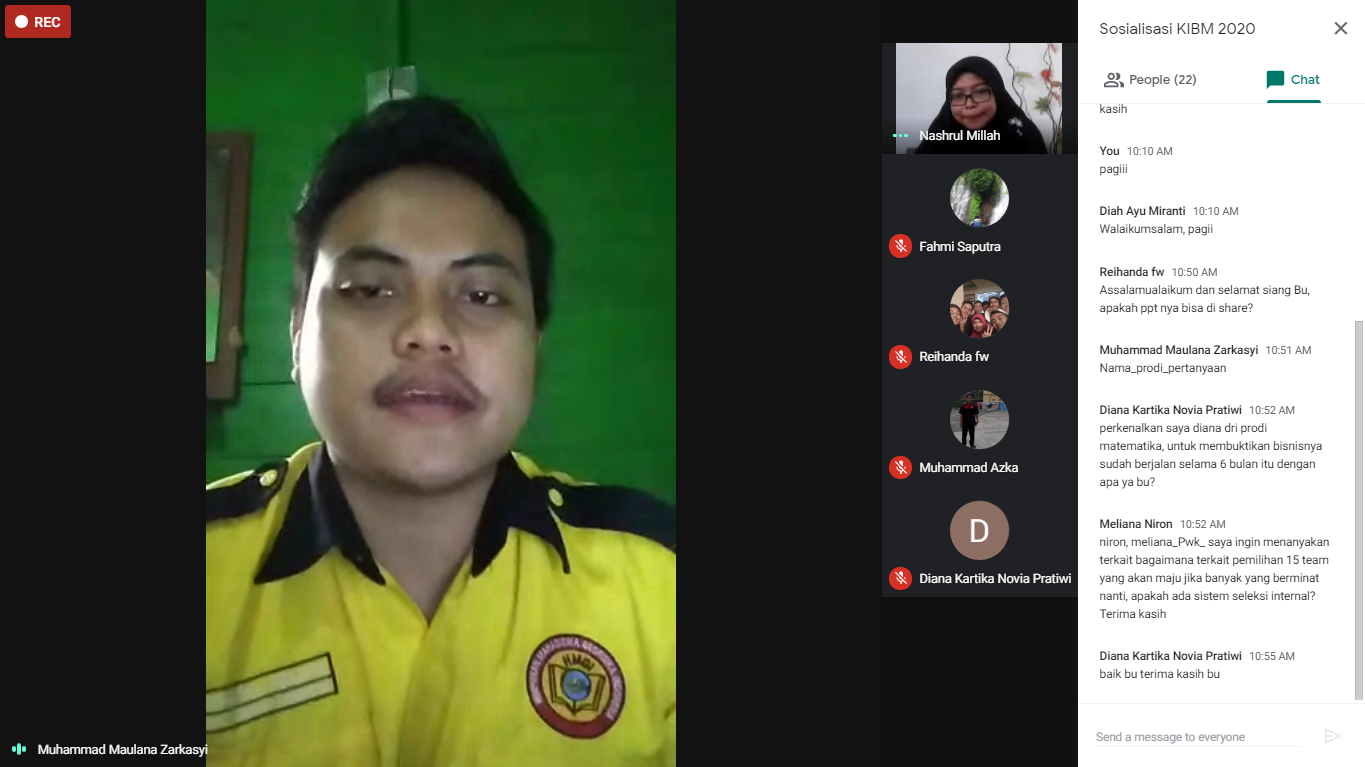 REC
Muhammad Maulana Zarkasyi
HMGI
Nashrul Millah
Fahmi Saputra
Reihanda fw
Muhammad Azka
D
Diana Kartika Novia Pratiwi
Sosialisasi KIBM 2020
People (22)
Chat
kasih
You 10:10 AM
pagiii
Diah Ayu Miranti 10:10 AM
Walaikumsalam, pagii
Reihanda fw 10:50 AM
Assalamualaikum dan selamat siang Bu,
apakah ppt nya bisa di share?
Muhammad Maulana Zarkasyi 10:51 AM
Nama_prodi_pertanyaan
Diana Kartika Novia Pratiwi 10:52 AM
perkenalkan saya diana dri prodi
matematika, untuk membuktikan bisnisnya
sudah berjalan selama 6 bulan itu dengan
apa ya bu?
Meliana Niron 10:52 AM
niron, meliana_Pwk_ saya ingin menanyakan
terkait bagaimana terkait pemilihan 15 team
yang akan maju jika banyak yang berminat
nanti, apakah ada sistem seleksi internal?
Terima kasih
Diana Kartika Novia Pratiwi 10:55 AM
baik bu terima kasih bu
Send a message to everyone